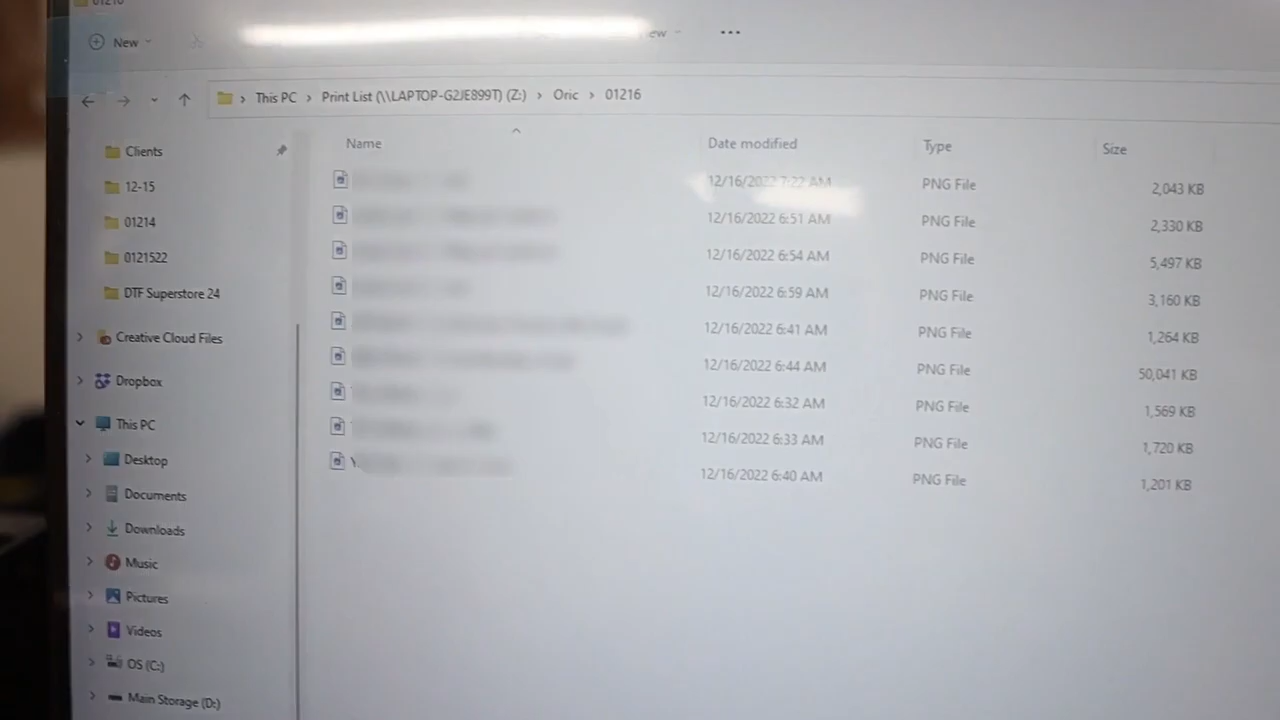 01216
New
ew
This PC > Print List (\\LAPTOP-G2JE899T) (Z:) > Oric > 01216
Name Date modified Type Size
Clients
12-15
01214
0121522
DTF Superstore 24
Creative Cloud Files
Dropbox
This PC
Desktop
Documents
Downloads
Music
Pictures
Videos
OS (C:)
Main Storage (D:)
12/16/2022 7:22 AM PNG File 2,043 KB
12/16/2022 6:51 AM PNG File 2,330 KB
12/16/2022 6:54 AM PNG File 5,497 KB
12/16/2022 6:59 AM PNG File 3,160 KB
12/16/2022 6:41 AM PNG File 1,264 KB
12/16/2022 6:44 AM PNG File 50,041 KB
12/16/2022 6:32 AM PNG File 1,569 KB
12/16/2022 6:33 AM PNG File 1,720 KB
12/16/2022 6:40 AM PNG File 1,201 KB